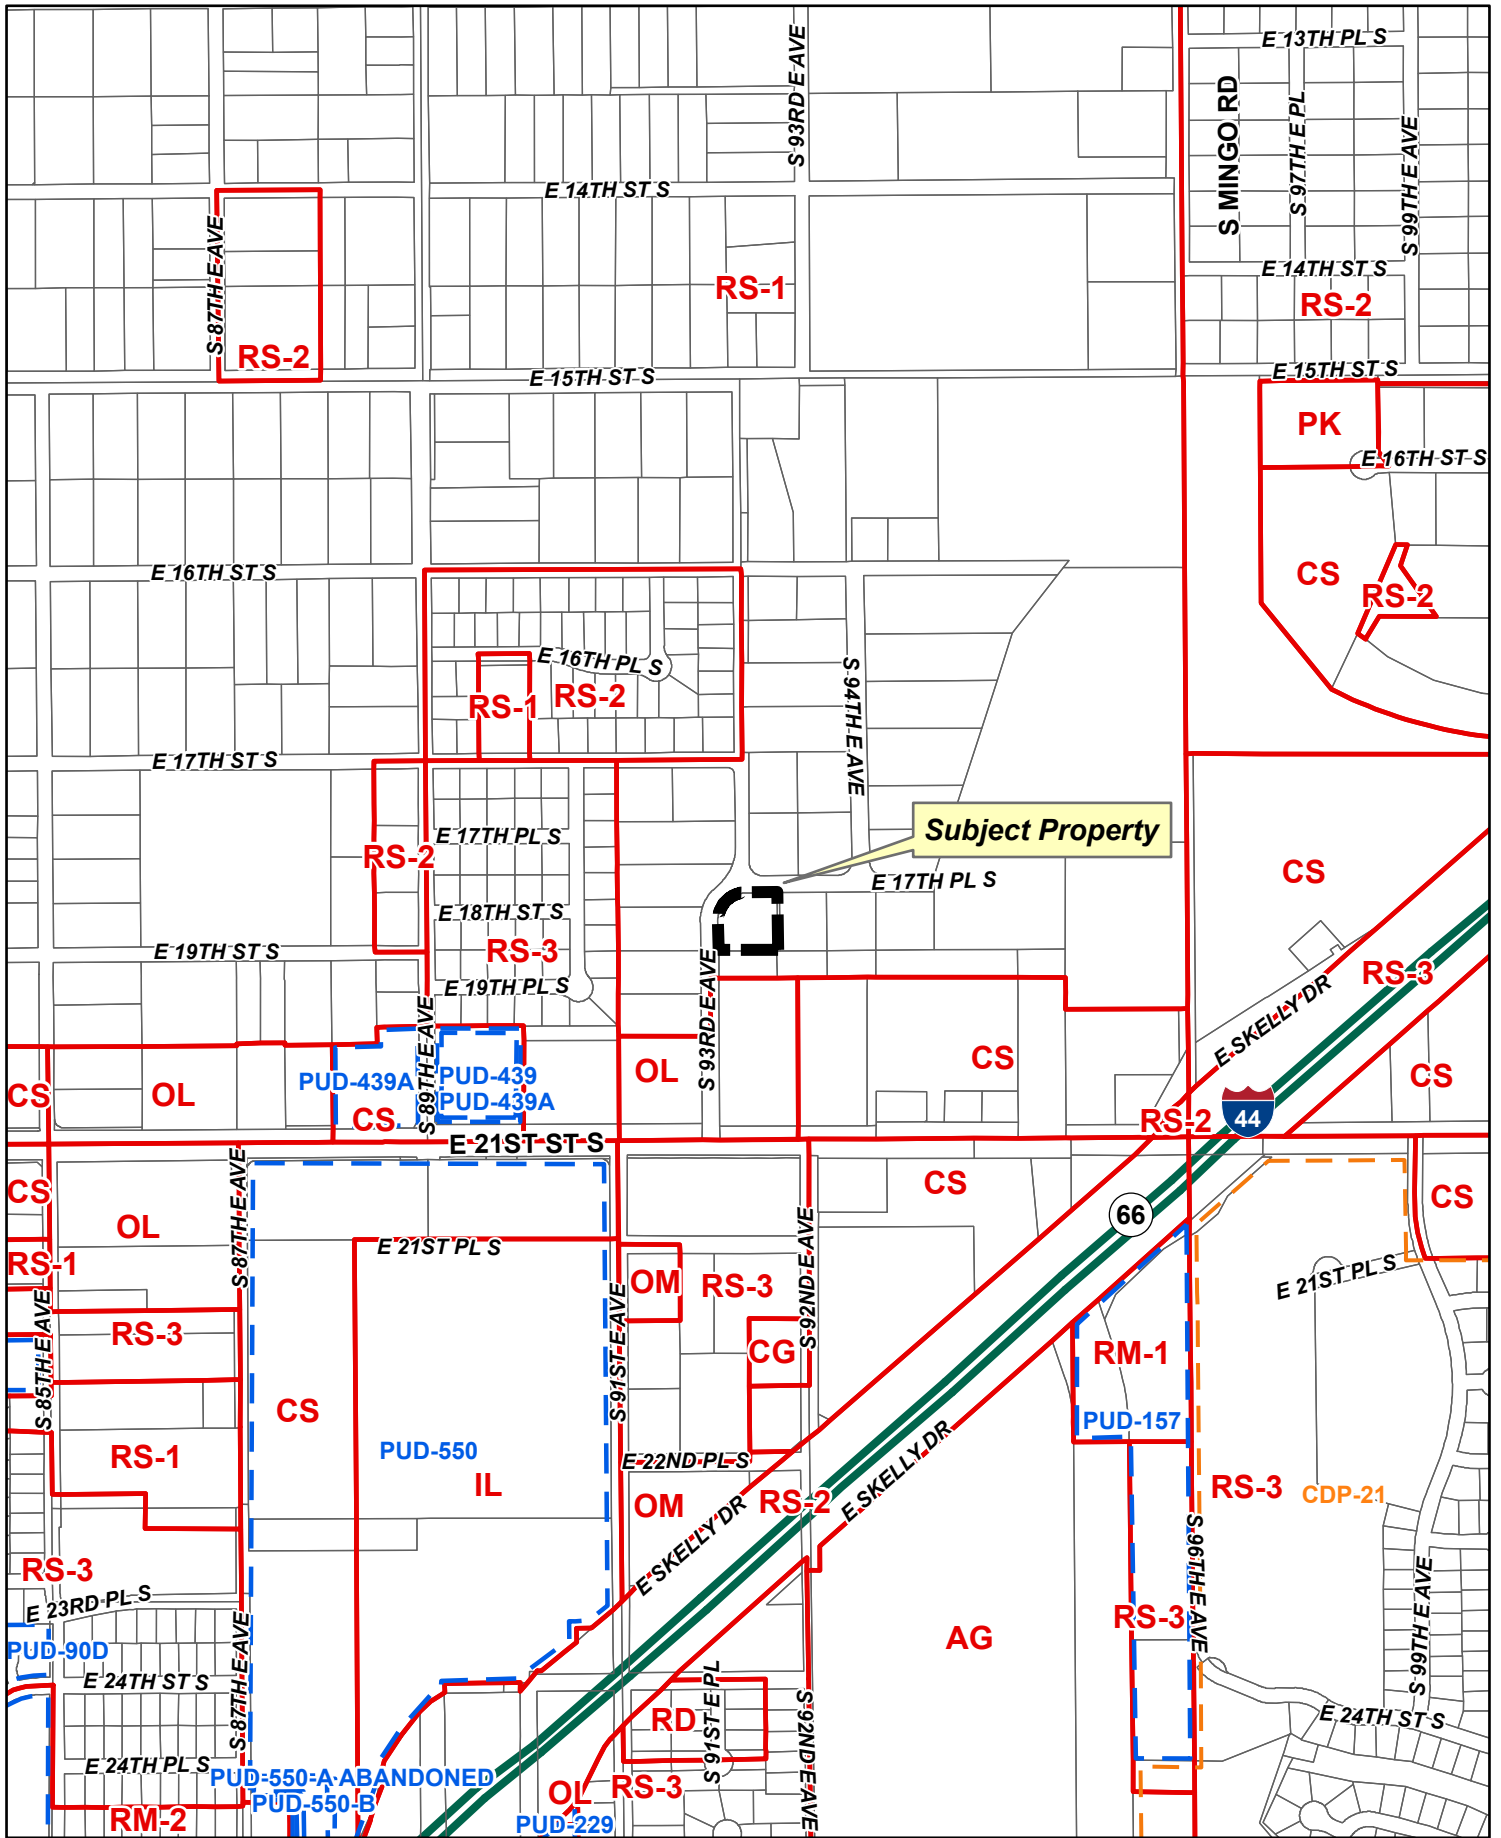 E 13TH PL S
S 93RD E AVE
S MINGO RD
S 97TH E PL
S 99TH E AVE
E 14TH ST S
S 87TH E AVE
E 14TH ST S
RS-1
RS-2
RS-2
E 15TH ST S
E 15TH ST S
PK
E 16TH ST S
E 16TH ST S
CS
RS-2
E 16TH PL S
RS-1
RS-2
S 94TH E AVE
E 17TH ST S
Subject Property
E 17TH PL S
RS-2
CS
E 17TH PL S
E 18TH ST S
RS-3
E 19TH ST S
E 19TH PL S
S 93RD E AVE
RS-3
E SKELLY DR
S 89TH E AVE
CS
OL
PUD-439A
CS
PUD-439
PUD-439A
OL
CS
CS
RS-2
44
E 21ST ST S
CS
OL
S 87TH E AVE
CS
66
CS
RS-1
E 21ST PL S
OM
RS-3
S 92ND E AVE
E 21ST PL S
S 85TH E AVE
RS-3
S 91ST E AVE
CG
RM-1
CS
PUD-157
RS-1
PUD-550
IL
E 22ND PL S
OM
RS-2
E SKELLY DR
E SKELLY DR
RS-3
CDP-21
RS-3
E 23RD PL S
S 96TH E AVE
RS-3
AG
S 99TH E AVE
PUD-90D
S 87TH E AVE
E 24TH ST S
S 91ST E PL
RD
S 92ND E AVE
E 24TH ST S
E 24TH PL S
PUD-550-A ABANDONED
PUD-550-B
OL
RS-3
RM-2
PUD-229